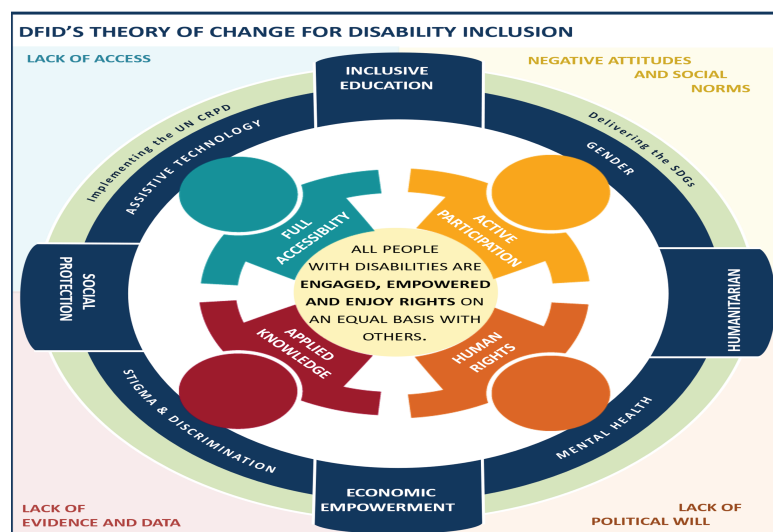 DFID'S THEORY OF CHANGE FOR DISABILITY INCLUSION
LACK OF ACCESS
NEGATIVE ATTITUDES
AND SOCIAL
NORMS
INCLUSIVE
EDUCATION
Implementing the UN CRPD
Delivering the SDGs
ASSISTIVE TECHNOLOGY
GENDER
FULL
ACCESSIBLITY
ACTIVE
PARTICIPATION
SOCIAL
PROTECTION
ALL PEOPLE
WITH DISABILITIES ARE
ENGAGED, EMPOWERED
AND ENJOY RIGHTS ON
AN EQUAL BASIS WITH
OTHERS.
HUMANITARIAN
APPLIED
KNOWLEDGE
HUMAN
RIGHTS
STIGMA & DISCRIMINATION
MENTAL HEALTH
ECONOMIC
EMPOWERMENT
LACK OF
EVIDENCE AND DATA
LACK OF
POLITICAL WILL